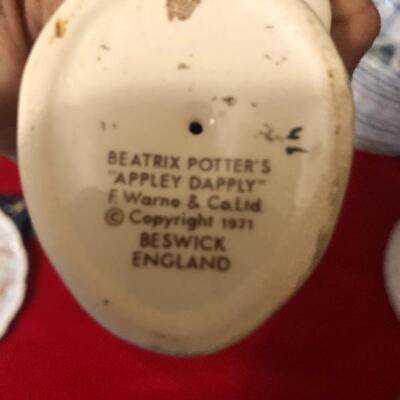 BEATRIX POTTER'S
"APPLEY DAPPLY"
F. Warne & Co.Ltd.
© Copyright 1971
BESWICK
ENGLAND